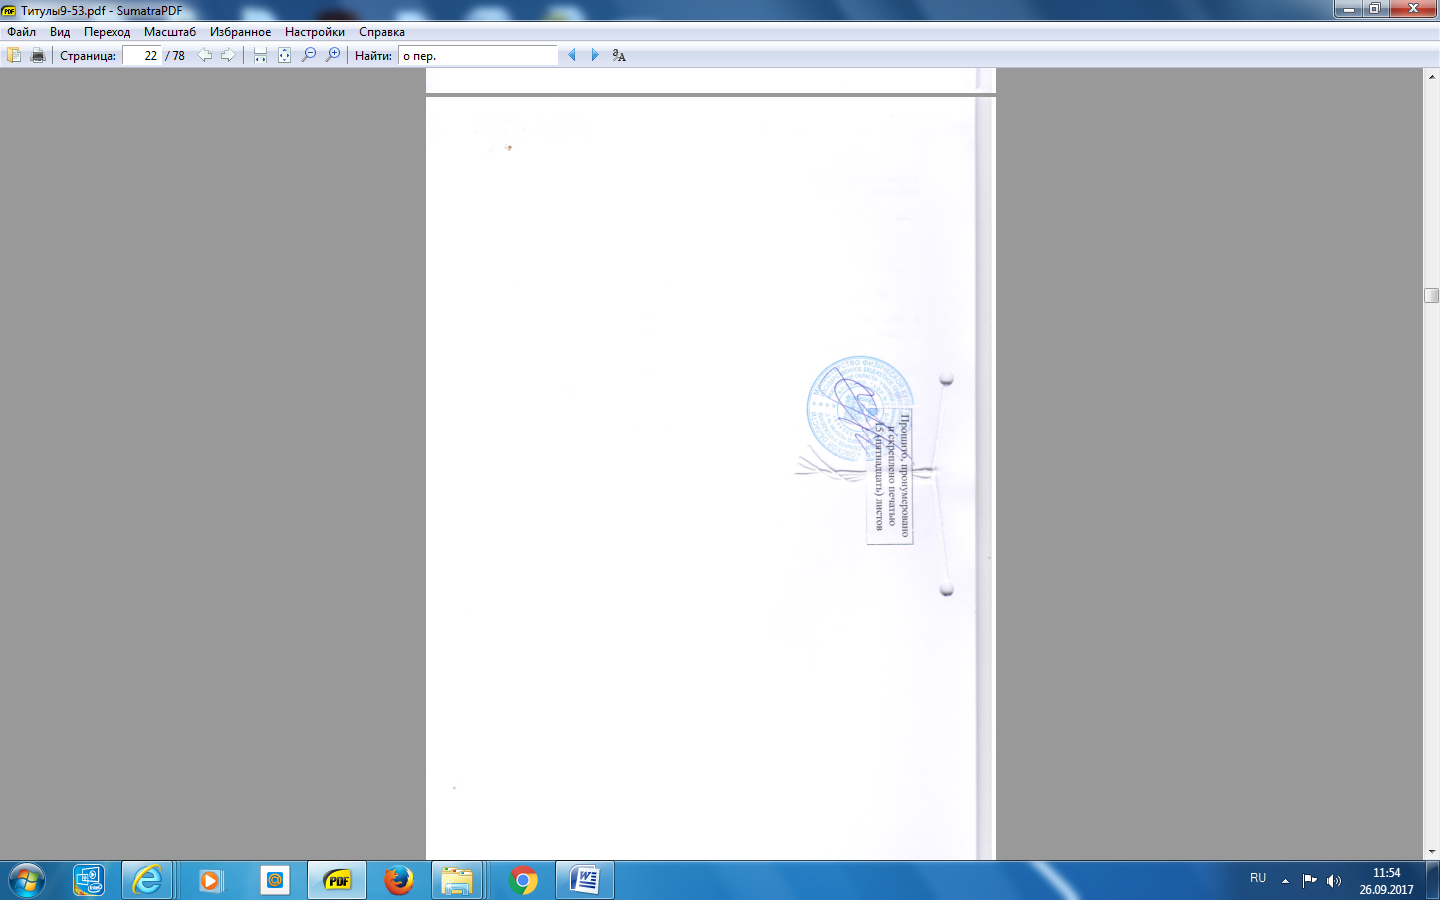 Титулы9-53.pdf - SumatraPDF
Файл Вид Переход Масштаб Избранное Настройки Справка
Страница: 22 / 78 Найти: о пер.
Прошито, пронумеровано
и скреплено печатью
15 (пятнадцать) листов
RU
11:54
26.09.2017